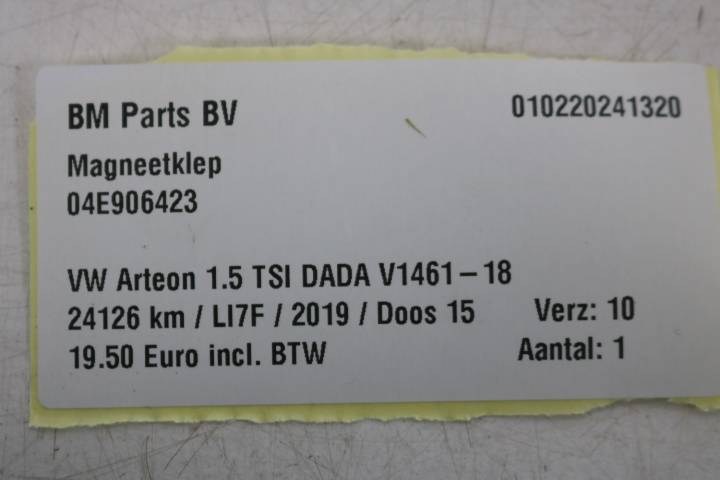 BM Parts BV 010220241320
Magneetklep
04E906423
VW Arteon 1.5 TSI DADA V1461-18
24126 km / LI7F / 2019 / Doos 15 Verz: 10
19.50 Euro incl. BTW Aantal: 1